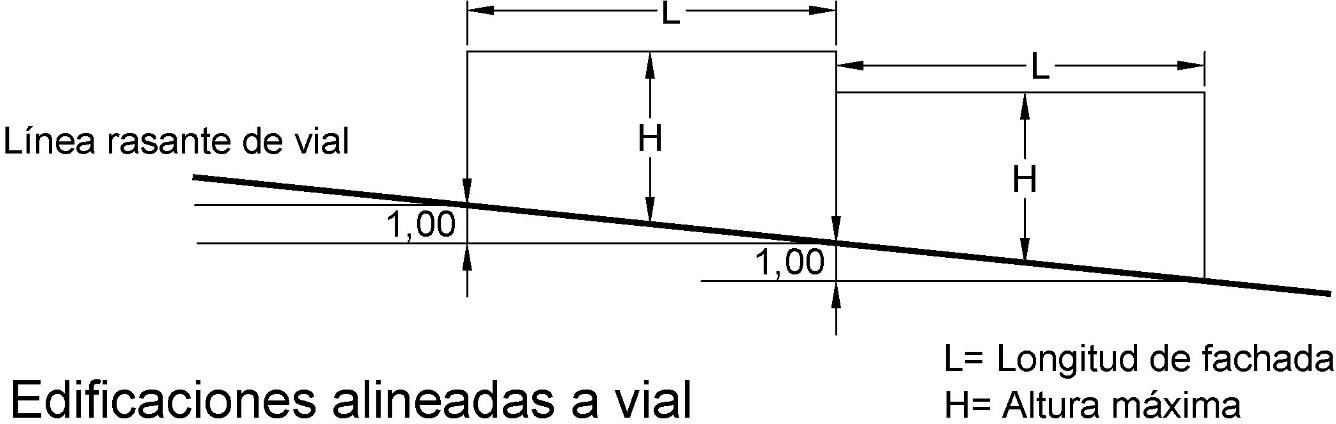 L
L
Línea rasante de vial
H
H
1,00
1,00
L= Longitud de fachada
Edificaciones alineadas a vial
H= Altura máxima